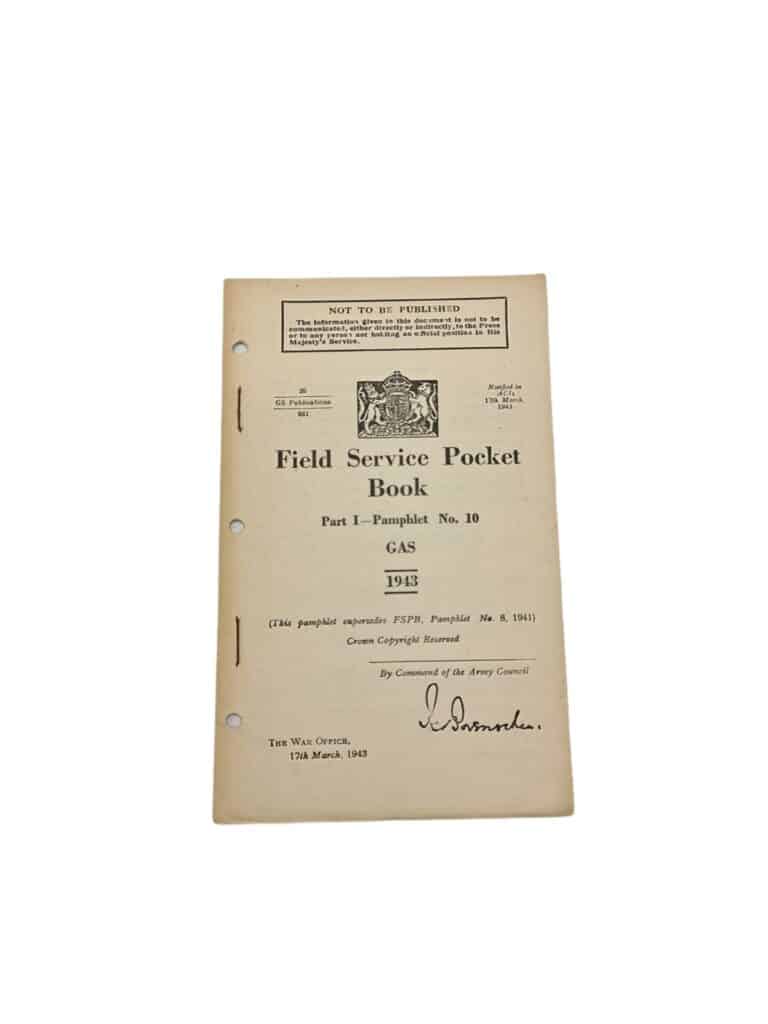 NOT TO BE PUBLISHED
The information given in this document is not to be
communicated, either directly or indirectly, to the Press
or to any person not holding an official position in His
Majesty's Service.
26
GS Publications
Notified in
ACIs
17th March
1943
Field Service Pocket
Book
Part I—Pamphlet No. 10
GAS
1943
(This pamphlet supersedes FSPB, Pamphlet No. 8, 1941)
Crown Copyright Reserved
By Command of the Army Council
THE WAR OFFICE,
17th March, 1943